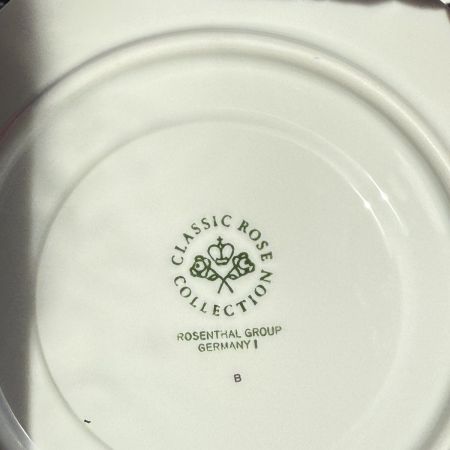 CLASSIC ROSE
COLLECTION
ROSENTHAL GROUP
GERMANY
B